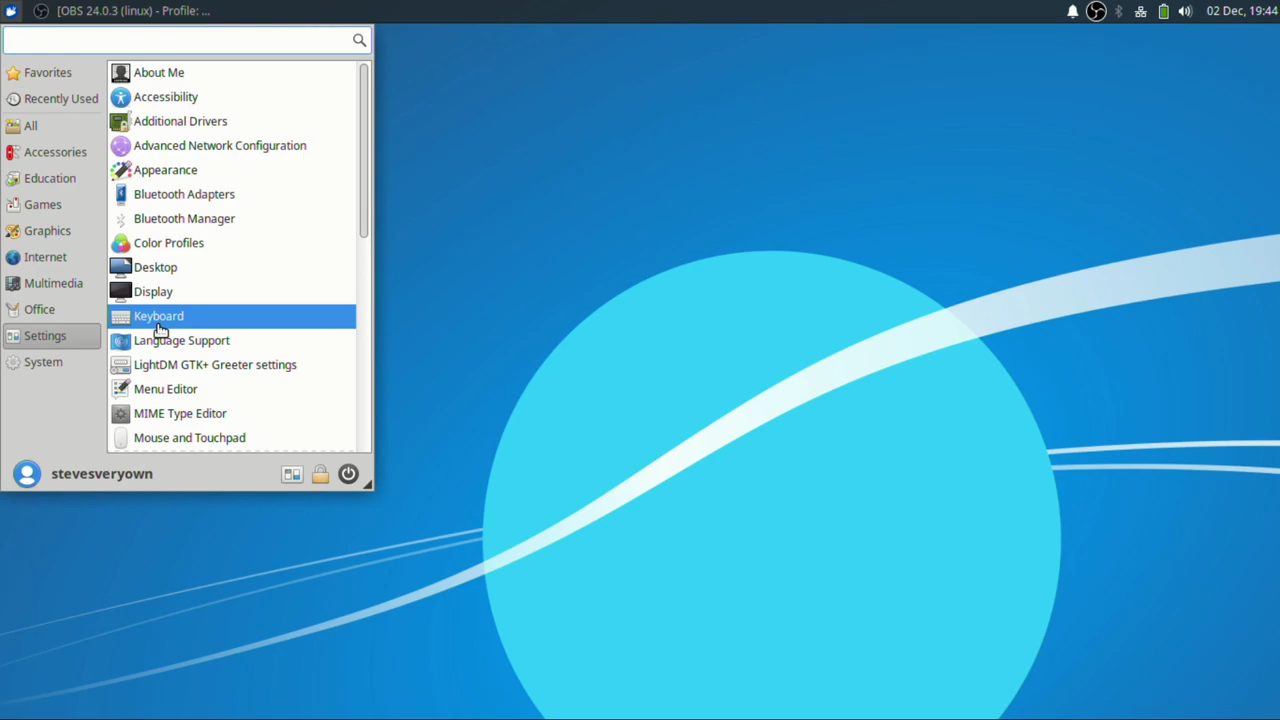 [OBS 24.0.3 (linux) - Profile: ...
02 Dec, 19:44
Favorites
Recently Used
All
Accessories
Education
Games
Graphics
Internet
Multimedia
Office
Settings
System
About Me
Accessibility
Additional Drivers
Advanced Network Configuration
Appearance
Bluetooth Adapters
Bluetooth Manager
Color Profiles
Desktop
Display
Keyboard
Language Support
LightDM GTK+ Greeter settings
Menu Editor
MIME Type Editor
Mouse and Touchpad
stevesveryown